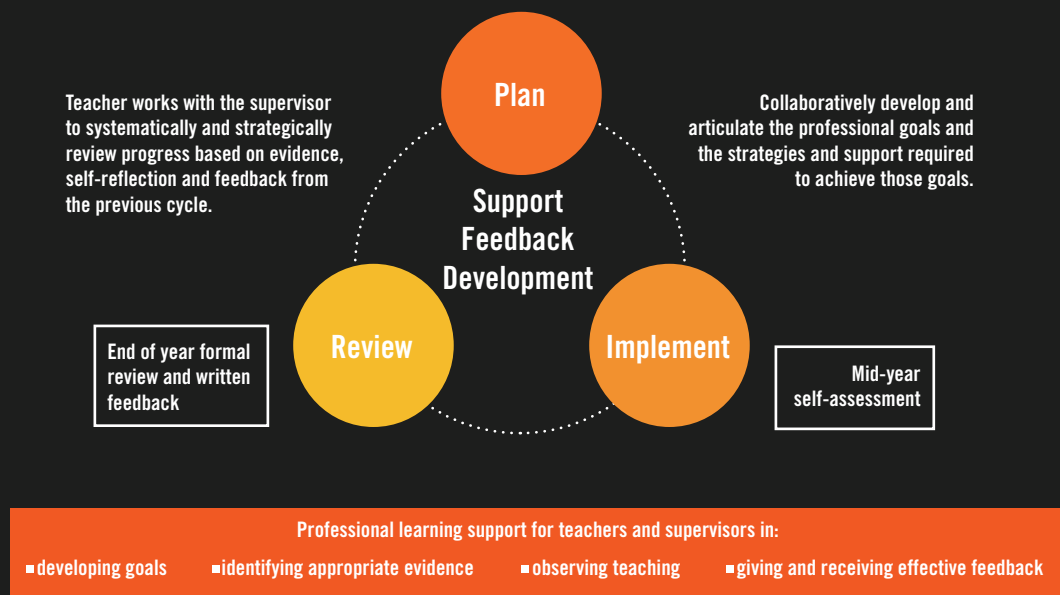 Plan
Teacher works with the supervisor
to systematically and strategically
review progress based on evidence,
self-reflection and feedback from
the previous cycle.
Collaboratively develop and
articulate the professional goals and
the strategies and support required
to achieve those goals.
Support
Feedback
Development
Review
Implement
End of year formal
review and written
feedback
Mid-year
self-assessment
Professional learning support for teachers and supervisors in:
▪developing goals ▪identifying appropriate evidence ▪observing teaching ▪giving and receiving effective feedback